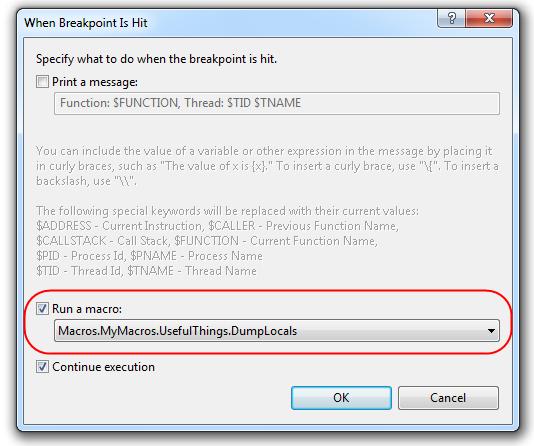 When Breakpoint Is Hit
Specify what to do when the breakpoint is hit.
Print a message:
Function: $FUNCTION, Thread: $TID $TNAME
You can include the value of a variable or other expression in the message by placing it
in curly braces, such as "The value of x is {x}." To insert a curly brace, use "\{". To insert a
backslash, use "\\".
The following special keywords will be replaced with their current values:
$ADDRESS - Current Instruction, $CALLER - Previous Function Name,
$CALLSTACK - Call Stack, $FUNCTION - Current Function Name,
$PID - Process Id, $PNAME - Process Name
$TID - Thread Id, $TNAME - Thread Name
Run a macro:
Macros.MyMacros.UsefulThings.DumpLocals
Continue execution
OK Cancel